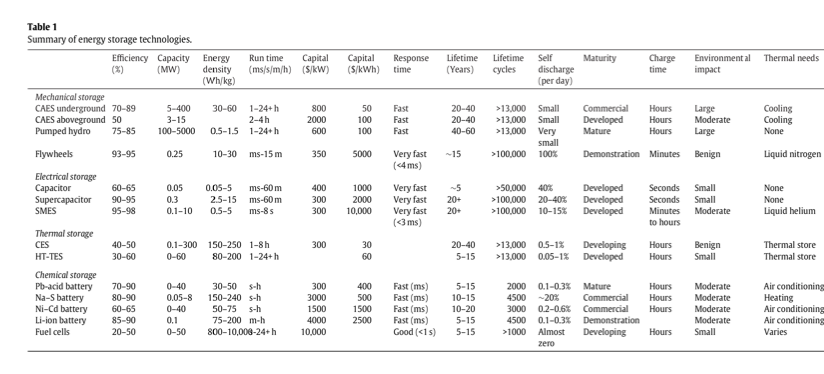 Table 1
Summary of energy storage technologies.
Efficiency Capacity Energy Run time Capital Capital Response Lifetime Lifetime Self Maturity Charge Environmental Thermal needs
(%) (MW) density (ms/s/m/h) ($/kW) ($/kWh) time (Years) cycles discharge time impact
(Wh/kg) (per day)
Mechanical storage
CAES underground 70–89 5–400 30–60 1–24+ h 800 50 Fast 20–40 >13,000 Small Commercial Hours Large Cooling
CAES aboveground 50 3–15 2–4 h 2000 100 Fast 20–40 >13,000 Small Developed Hours Moderate Cooling
Pumped hydro 75–85 100–5000 0.5–1.5 1–24+ h 600 100 Fast 40–60 >13,000 Very Mature Hours Large None
small
Flywheels 93–95 0.25 10–30 ms-15 m 350 5000 Very fast ~15 >100,000 100% Demonstration Minutes Benign Liquid nitrogen
(<4 ms)
Electrical storage
Capacitor 60–65 0.05 0.05–5 ms-60 m 400 1000 Very fast ~5 >50,000 40% Developed Seconds Small None
Supercapacitor 90–95 0.3 2.5–15 ms-60 m 300 2000 Very fast 20+ >100,000 20–40% Developed Seconds Small None
SMES 95–98 0.1–10 0.5–5 ms-8 s 300 10,000 Very fast 20+ >100,000 10–15% Developed Minutes Moderate Liquid helium
(<3 ms) to hours
Thermal storage
CES 40–50 0.1–300 150–250 1–8 h 300 30 20–40 >13,000 0.5–1% Developing Hours Benign Thermal store
HT-TES 30–60 0–60 80–200 1–24+ h 60 5–15 >13,000 0.05–1% Developed Hours Small Thermal store
Chemical storage
Pb-acid battery 70–90 0–40 30–50 s-h 300 400 Fast (ms) 5–15 2000 0.1–0.3% Mature Hours Moderate Air conditioning
Na–S battery 80–90 0.05–8 150–240 s-h 3000 500 Fast (ms) 10–15 4500 ~20% Commercial Hours Moderate Heating
Ni–Cd battery 60–65 0–40 50–75 s-h 1500 1500 Fast (ms) 10–20 3000 0.2–0.6% Commercial Hours Moderate Air conditioning
Li-ion battery 85–90 0.1 75–200 m-h 4000 2500 Fast (ms) 5–15 4500 0.1–0.3% Demonstration Moderate Air conditioning
Fuel cells 20–50 0–50 800–10,000 s-24+ h 10,000 Good (<1 s) 5–15 >1000 Almost Developing Hours Small Varies
zero